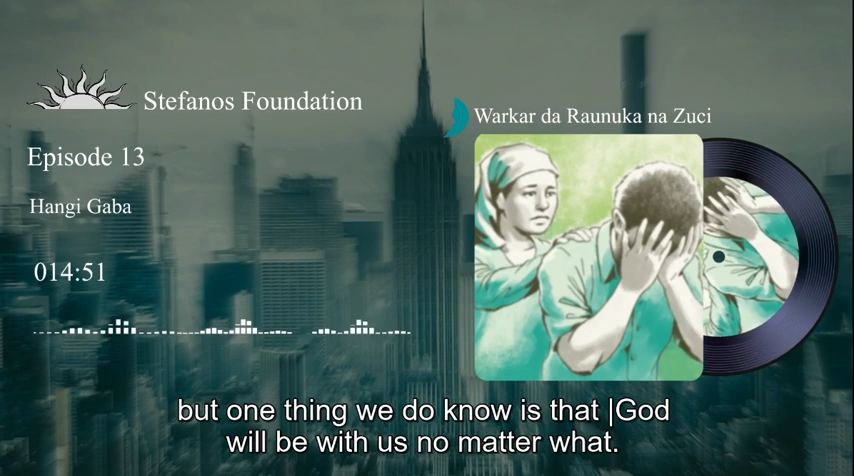 Stefanos Foundation
Episode 13
Hangi Gaba
014:51
Warkar da Raunuka na Zuci
but one thing we do know is that |God
will be with us no matter what.